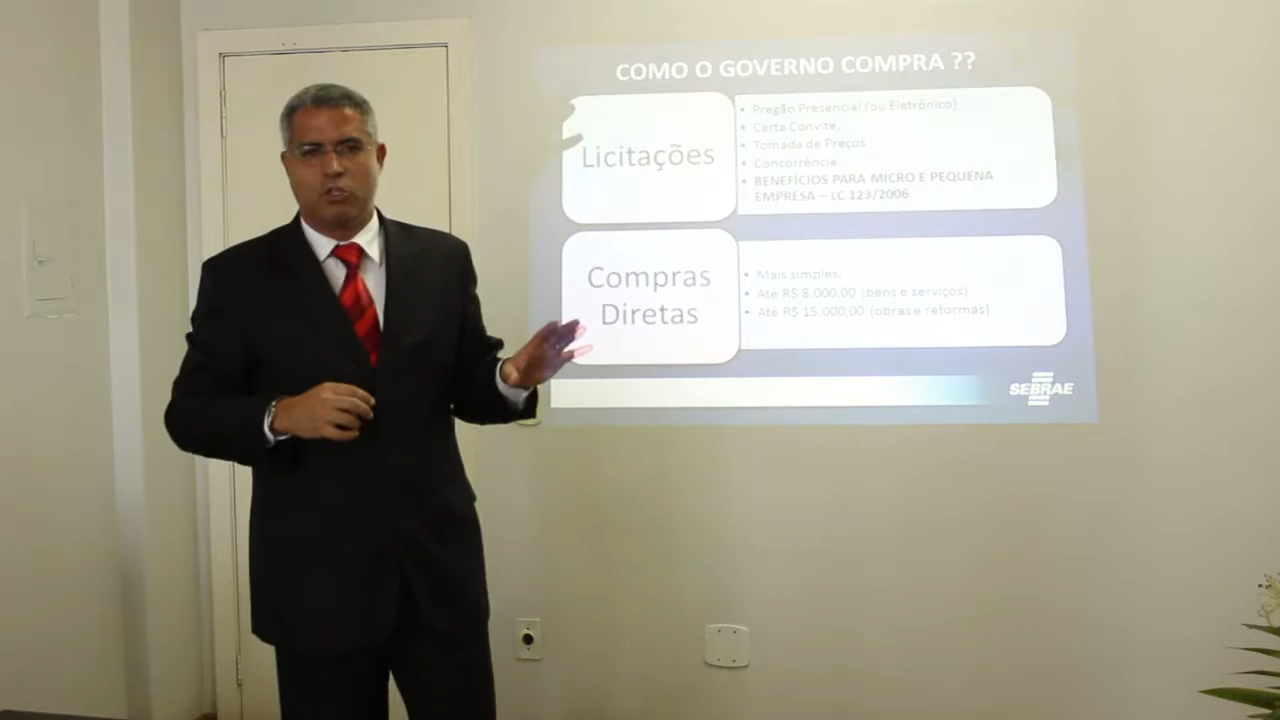 COMO O GOVERNO COMPRA ??
Licitações
• Pregão Presencial (ou Eletrônico),
• Carta Convite,
• Tomada de Preços
• Concorrência
• BENEFÍCIOS PARA MICRO E PEQUENA
EMPRESA – LC 123/2006
Compras
Diretas
• Mais simples,
• Até R$ 8.000,00 (bens e serviços)
• Até R$ 15.000,00 (obras e reformas)
SEBRAE